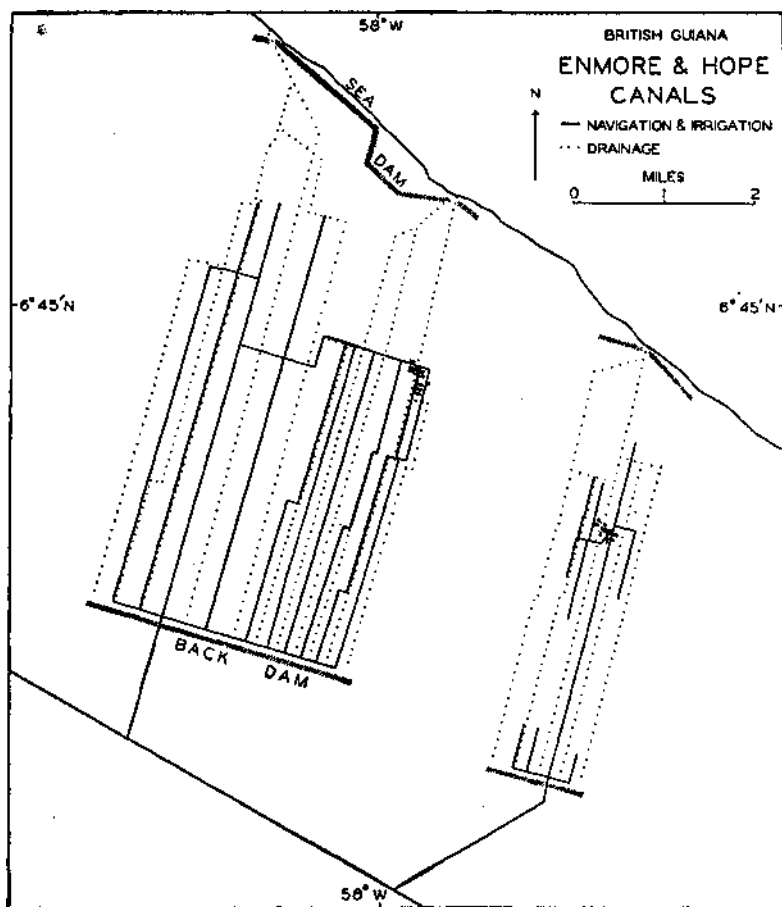 58° W
BRITISH GUIANA
ENMORE & HOPE
CANALS
N
NAVIGATION & IRRIGATION
DRAINAGE
MILES
0 1 2
SEA
DAM
6° 45′N
6° 45′N
BACK DAM
58° W